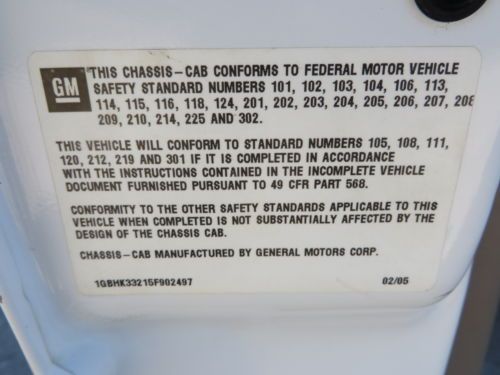 GM
THIS CHASSIS-CAB CONFORMS TO FEDERAL MOTOR VEHICLE
SAFETY STANDARD NUMBERS 101, 102, 103, 104, 106, 113,
114, 115, 116, 118, 124, 201, 202, 203, 204, 205, 206, 207, 208
209, 210, 214, 225 AND 302.
THIS VEHICLE WILL CONFORM TO STANDARD NUMBERS 105, 108, 111,
120, 212, 219 AND 301 IF IT IS COMPLETED IN ACCORDANCE
WITH THE INSTRUCTIONS CONTAINED IN THE INCOMPLETE VEHICLE
DOCUMENT FURNISHED PURSUANT TO 49 CFR PART 568.
CONFORMITY TO THE OTHER SAFETY STANDARDS APPLICABLE TO THIS
VEHICLE WHEN COMPLETED IS NOT SUBSTANTIALLY AFFECTED BY THE
DESIGN OF THE CHASSIS CAB.
CHASSIS-CAB MANUFACTURED BY GENERAL MOTORS CORP.
1GBHK33215F902497 02/05